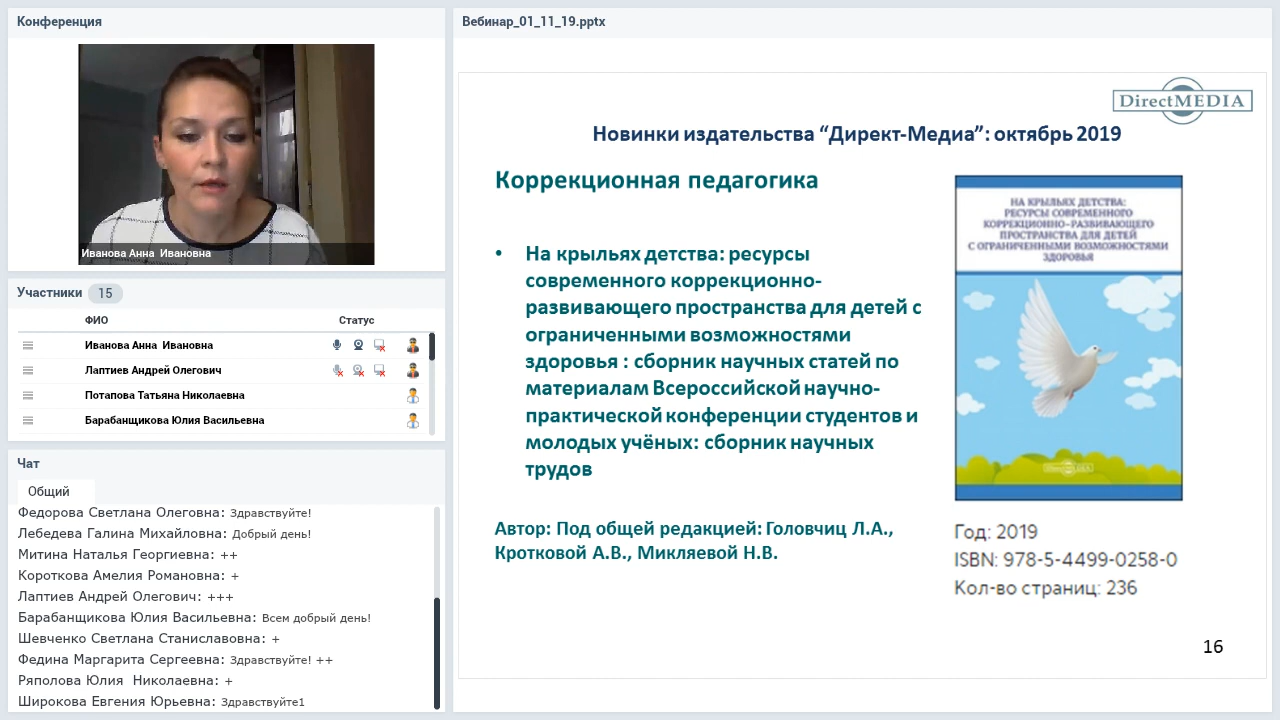 Конференция
Иванова Анна  Ивановна
Участники 15
ФИО Статус
Иванова Анна  Ивановна
Лаптиев Андрей Олегович
Потапова Татьяна Николаевна
Барабанщикова Юлия Васильевна
Чат
Общий
Федорова Светлана Олеговна: Здравствуйте!
Лебедева Галина Михайловна: Добрый день!
Митина Наталья Георгиевна: ++
Короткова Амелия Романовна: +
Лаптиев Андрей Олегович: +++
Барабанщикова Юлия Васильевна: Всем добрый день!
Шевченко Светлана Станиславовна: +
Федина Маргарита Сергеевна: Здравствуйте! ++
Ряполова Юлия  Николаевна: +
Широкова Евгения Юрьевна: Здравствуйте1
Вебинар_01_11_19.pptx
DirectMEDIA
Новинки издательства “Директ-Медиа”: октябрь 2019
Коррекционная педагогика
• На крыльях детства: ресурсы
современного коррекционно-
развивающего пространства для детей с
ограниченными возможностями
здоровья : сборник научных статей по
материалам Всероссийской научно-
практической конференции студентов и
молодых учёных: сборник научных
трудов
Автор: Под общей редакцией: Головчиц Л.А.,
Кротковой А.В., Микляевой Н.В.
НА КРЫЛЬЯХ ДЕТСТВА:
РЕСУРСЫ СОВРЕМЕННОГО
КОРРЕКЦИОННО-РАЗВИВАЮЩЕГО
ПРОСТРАНСТВА ДЛЯ ДЕТЕЙ
С ОГРАНИЧЕННЫМИ ВОЗМОЖНОСТЯМИ
ЗДОРОВЬЯ
Год: 2019
ISBN: 978-5-4499-0258-0
Кол-во страниц: 236
16